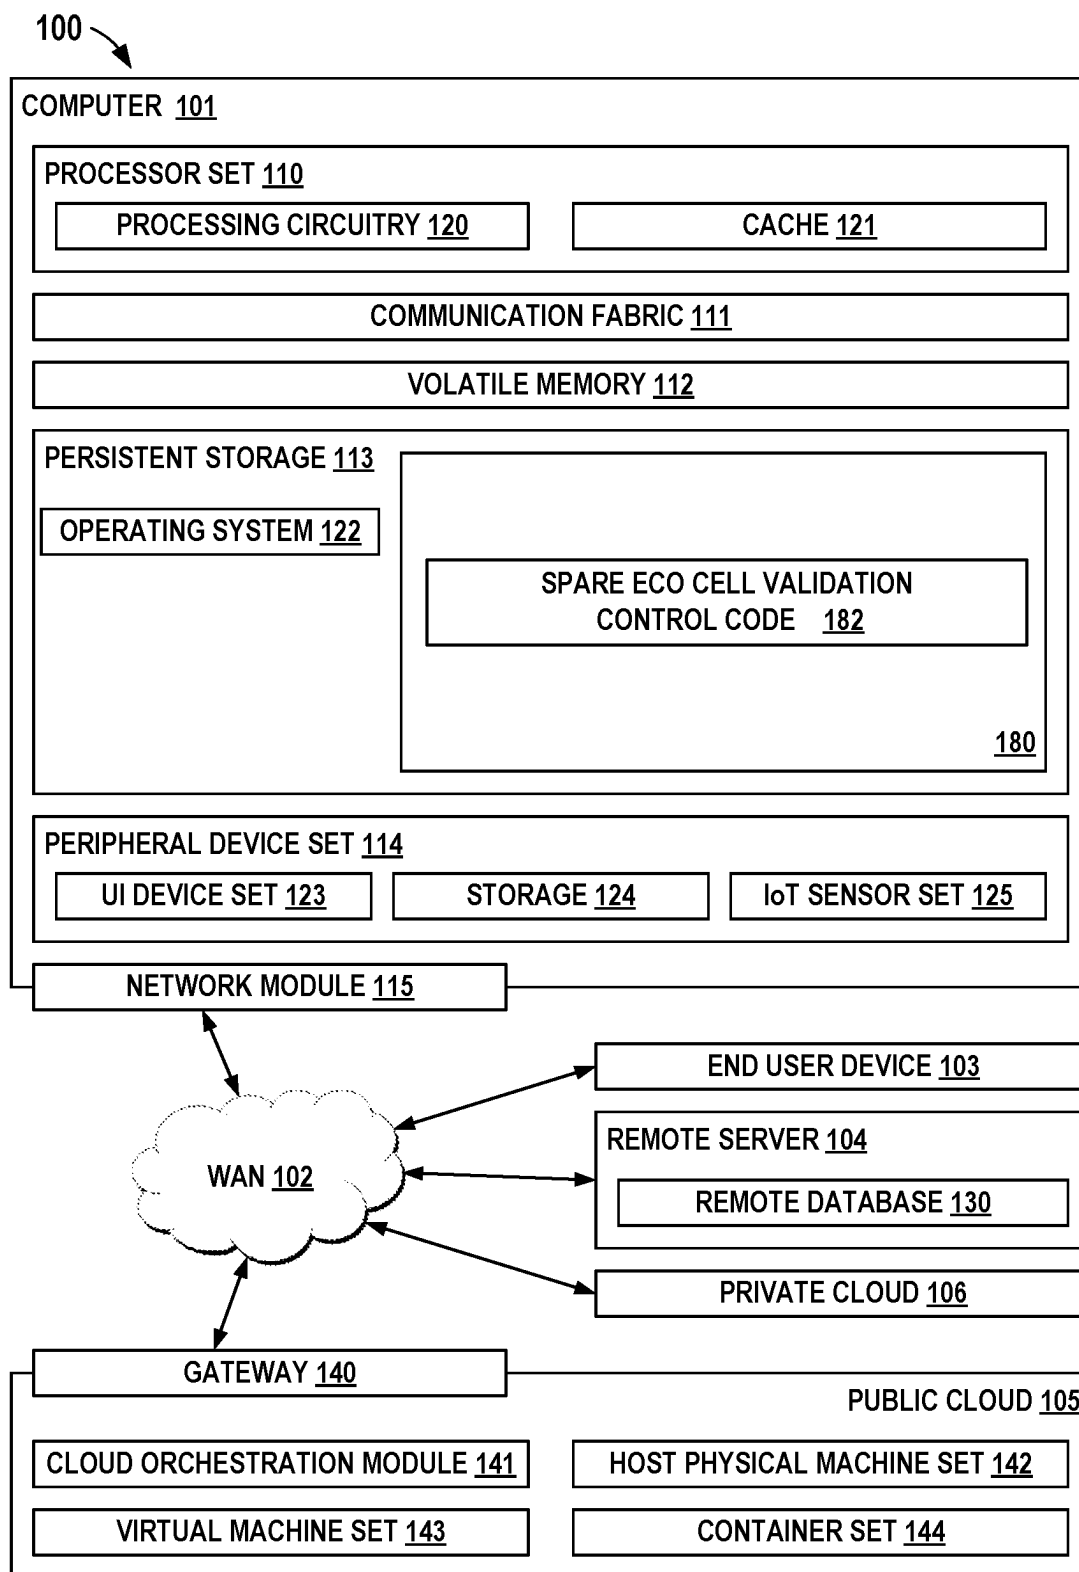 100
COMPUTER 101
PROCESSOR SET 110
PROCESSING CIRCUITRY 120
CACHE 121
COMMUNICATION FABRIC 111
VOLATILE MEMORY 112
PERSISTENT STORAGE 113
OPERATING SYSTEM 122
SPARE ECO CELL VALIDATION
CONTROL CODE 182
180
PERIPHERAL DEVICE SET 114
UI DEVICE SET 123
STORAGE 124
IoT SENSOR SET 125
NETWORK MODULE 115
END USER DEVICE 103
REMOTE SERVER 104
WAN 102
REMOTE DATABASE 130
PRIVATE CLOUD 106
GATEWAY 140
PUBLIC CLOUD 105
CLOUD ORCHESTRATION MODULE 141
HOST PHYSICAL MACHINE SET 142
VIRTUAL MACHINE SET 143
CONTAINER SET 144